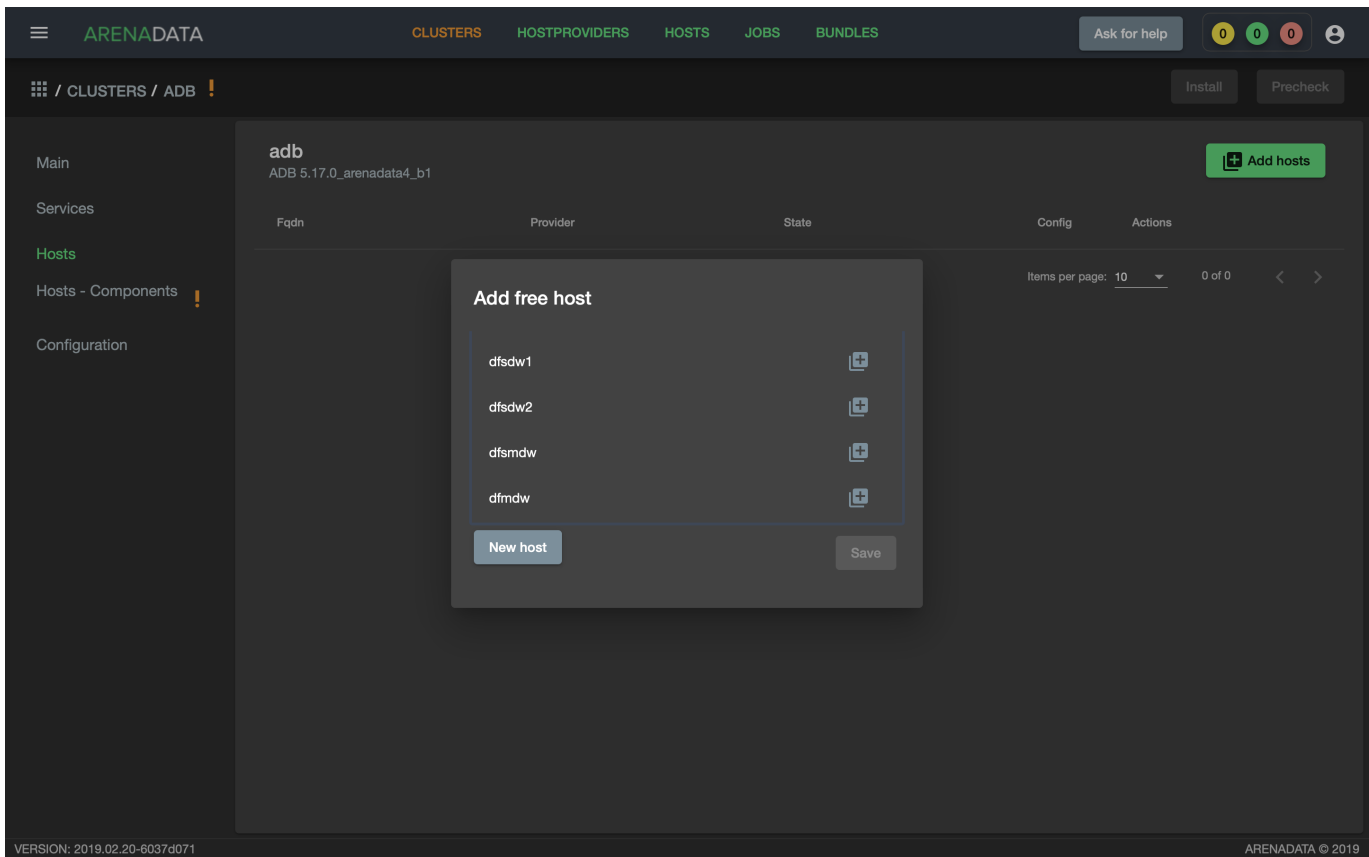 ARENADATA CLUSTERS HOSTPROVIDERS HOSTS JOBS BUNDLES Ask for help 0 0 0
/ CLUSTERS / ADB ! Install Precheck
Main
Services
Hosts
Hosts - Components !
Configuration
adb
ADB 5.17.0_arenadata4_b1
Add hosts
Fqdn Provider State Config Actions
Items per page: 10 0 of 0
Add free host
dfsdw1
dfsdw2
dfsmdw
dfmdw
New host Save
VERSION: 2019.02.20-6037d071 ARENADATA © 2019